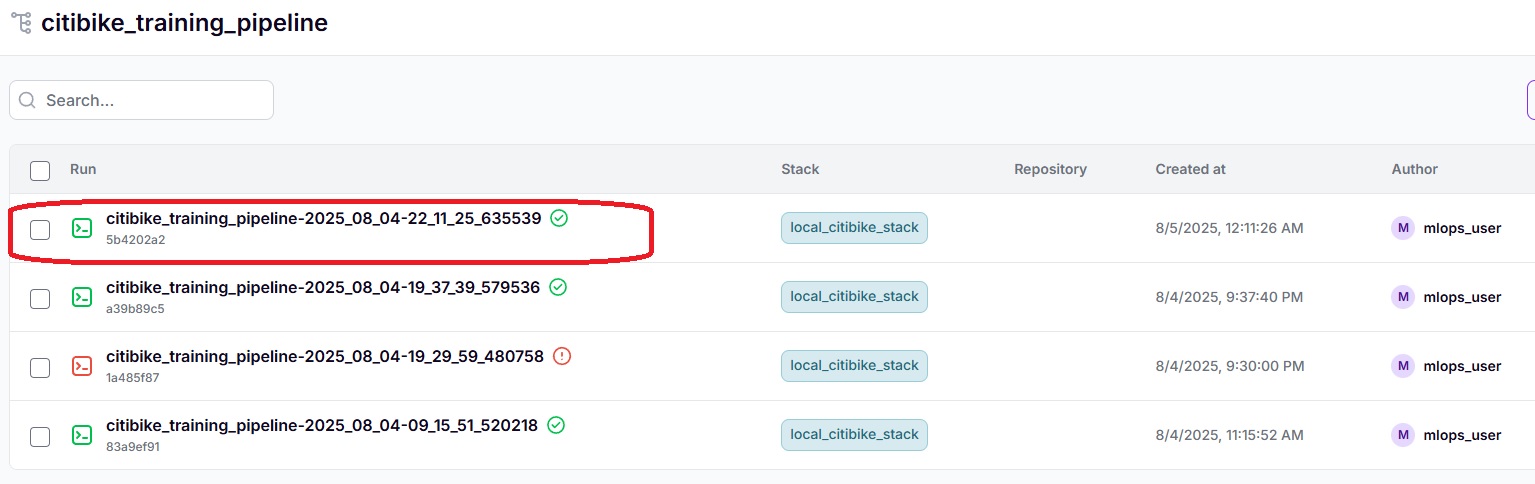 citibike_training_pipeline
Search...
Run Stack Repository Created at Author
citibike_training_pipeline-2025_08_04-22_11_25_635539 local_citibike_stack 8/5/2025, 12:11:26 AM M mlops_user
5b4202a2
citibike_training_pipeline-2025_08_04-19_37_39_579536 local_citibike_stack 8/4/2025, 9:37:40 PM M mlops_user
a39b89c5
citibike_training_pipeline-2025_08_04-19_29_59_480758 local_citibike_stack 8/4/2025, 9:30:00 PM M mlops_user
1a485f87
citibike_training_pipeline-2025_08_04-09_15_51_520218 local_citibike_stack 8/4/2025, 11:15:52 AM M mlops_user
83a9ef91